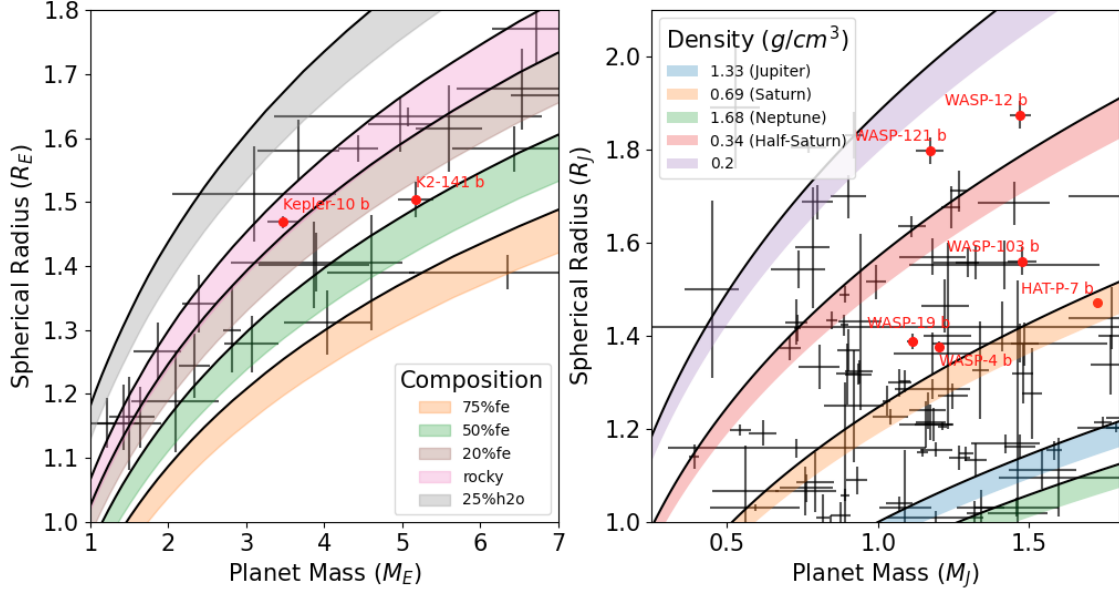 Spherical Radius (R_E)
1.8
1.7
1.6
1.5
1.4
1.3
1.2
1.1
1.0
Kepler-10 b
K2-141 b
Composition
75%fe
50%fe
20%fe
rocky
25%h2o
1 2 3 4 5 6 7
Planet Mass (M_E)
Spherical Radius (R_J)
2.0
1.8
1.6
1.4
1.2
1.0
Density (g/cm^3)
1.33 (Jupiter)
0.69 (Saturn)
1.68 (Neptune)
0.34 (Half-Saturn)
0.2
WASP-12 b
WASP-121 b
WASP-103 b
HAT-P-7 b
WASP-19 b
WASP-4 b
0.5 1.0 1.5
Planet Mass (M_J)